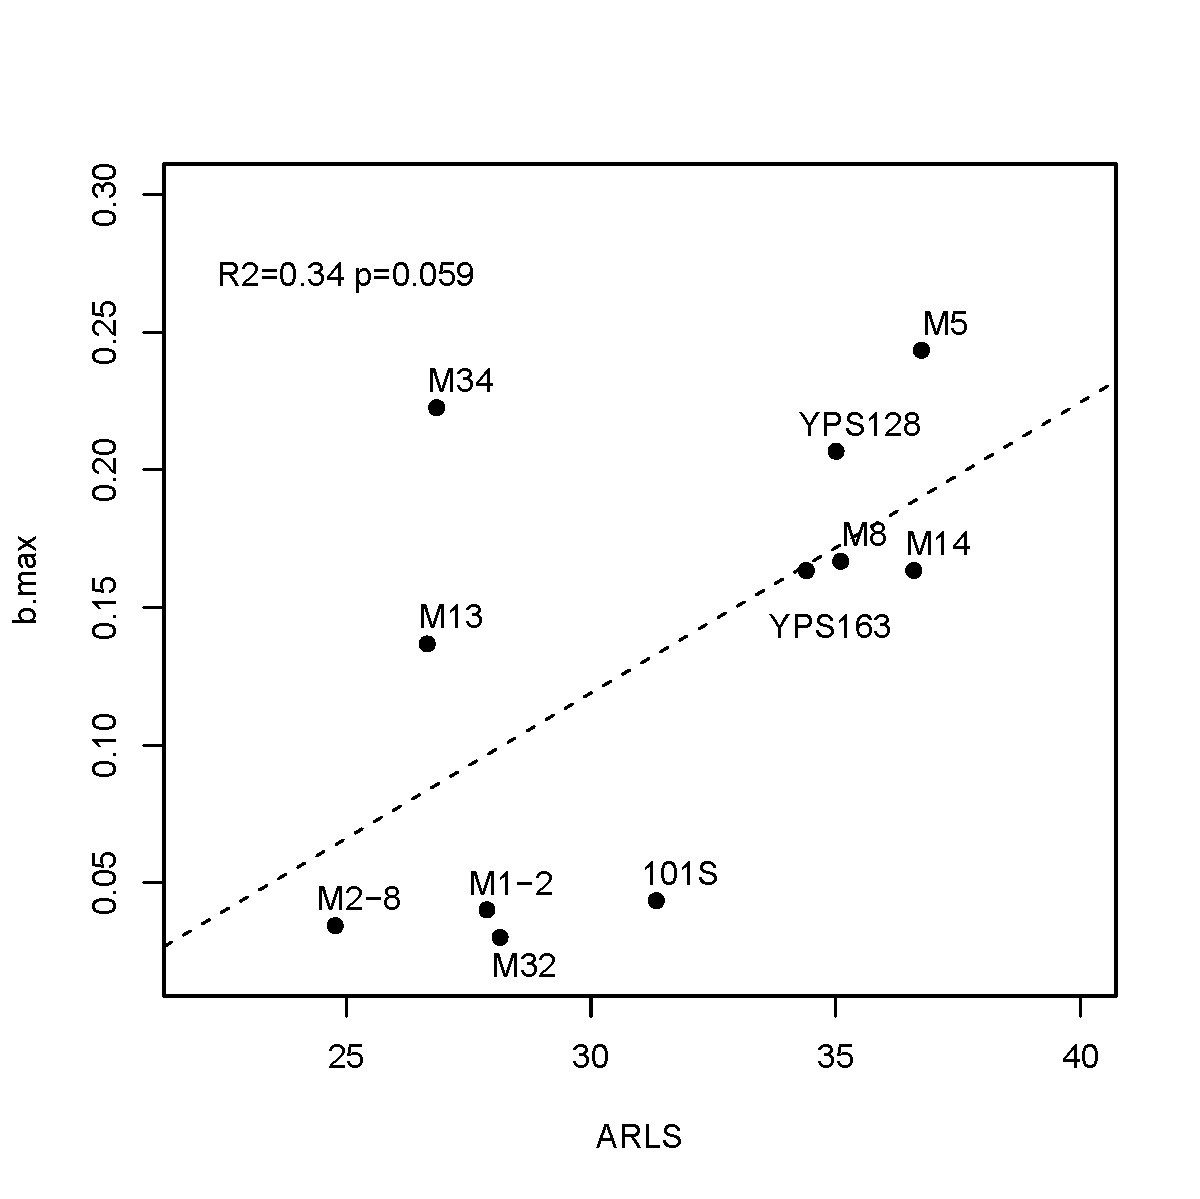 0.30
R2=0.34 p=0.059
0.25
M5
M34
YPS128
0.20
M8
M14
b.max
0.15
M13
YPS163
0.10
0.05
M2−8
M1−2
101S
M32
25
30
35
40
ARLS